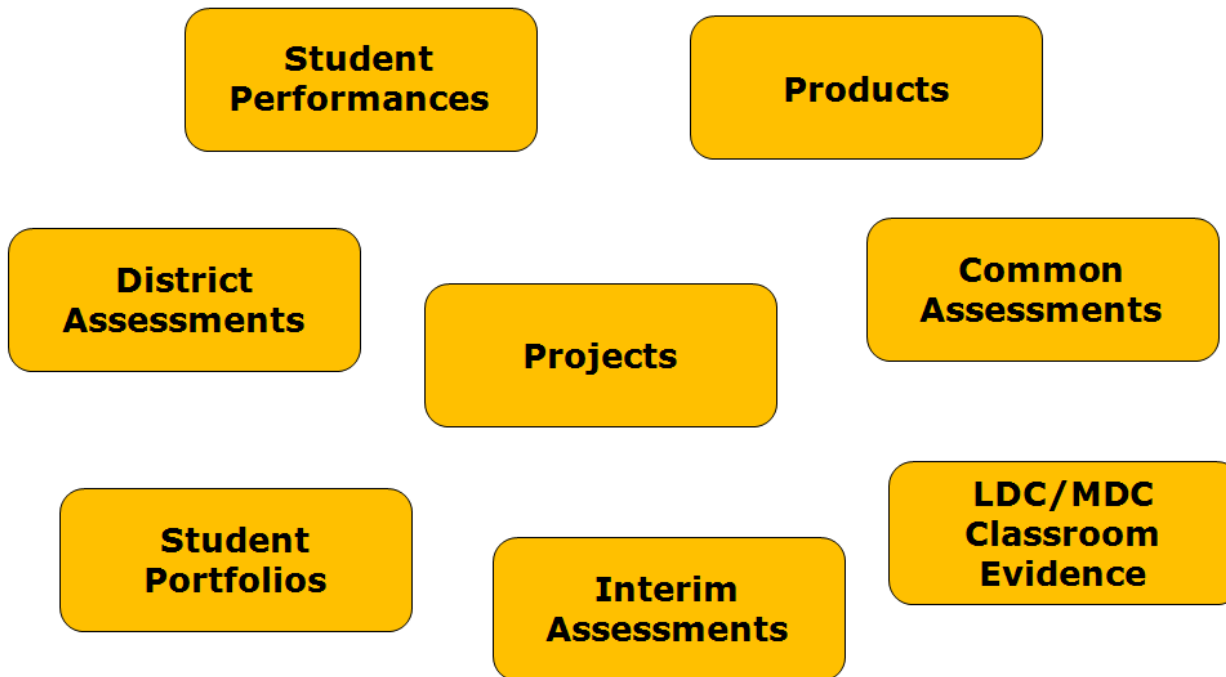 Student
Performances
Products
District
Assessments
Common
Assessments
Projects
Student
Portfolios
Interim
Assessments
LDC/MDC
Classroom
Evidence